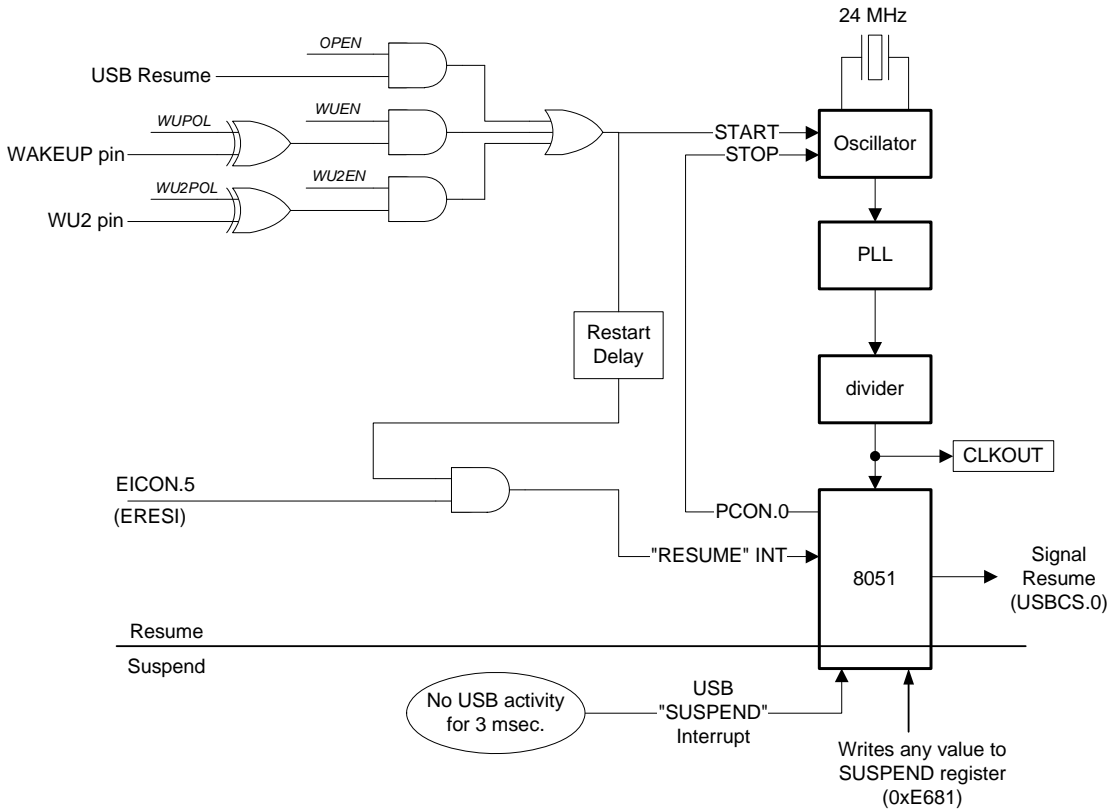 24 MHz
OPEN
USB Resume
WUEN
WUPOL
WAKEUP pin
START
STOP
Oscillator
WU2EN
WU2POL
WU2 pin
PLL
Restart
Delay
divider
CLKOUT
EICON.5
(ERESI)
PCON.0
"RESUME" INT
8051
Signal
Resume
(USBCS.0)
Resume
Suspend
No USB activity
for 3 msec.
USB
"SUSPEND"
Interrupt
Writes any value to
SUSPEND register
(0xE681)